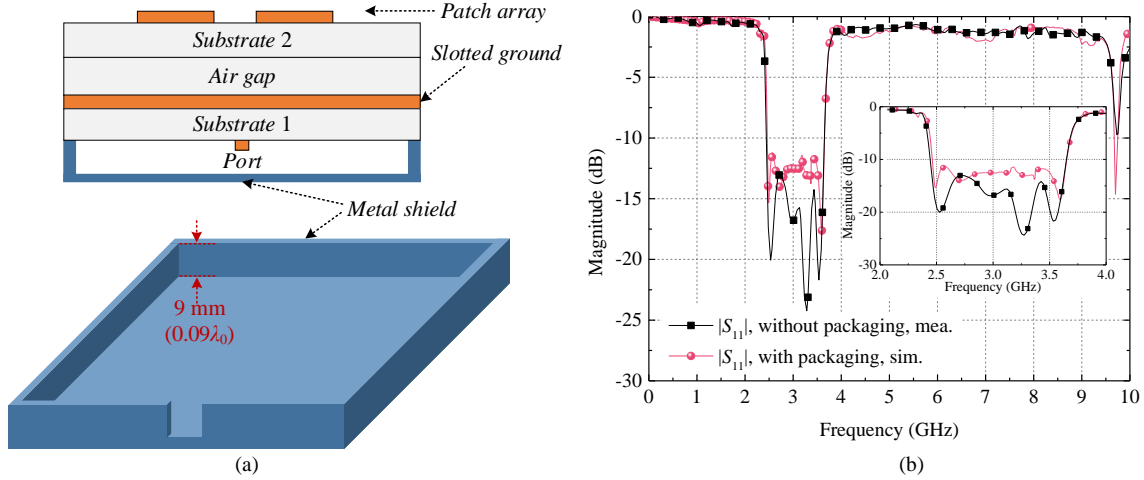 Patch array
Substrate 2
Slotted ground
Air gap
Substrate 1
Port
Metal shield
9 mm
(0.09λ₀)
(a)
0
-5
-10
-15
-20
-25
-30
Magnitude (dB)
0 1 2 3 4 5 6 7 8 9 10
Frequency (GHz)
|S₁₁|, without packaging, mea.
|S₁₁|, with packaging, sim.
0
-10
-20
-30
Magnitude (dB)
2.0 2.5 3.0 3.5 4.0
Frequency (GHz)
(b)